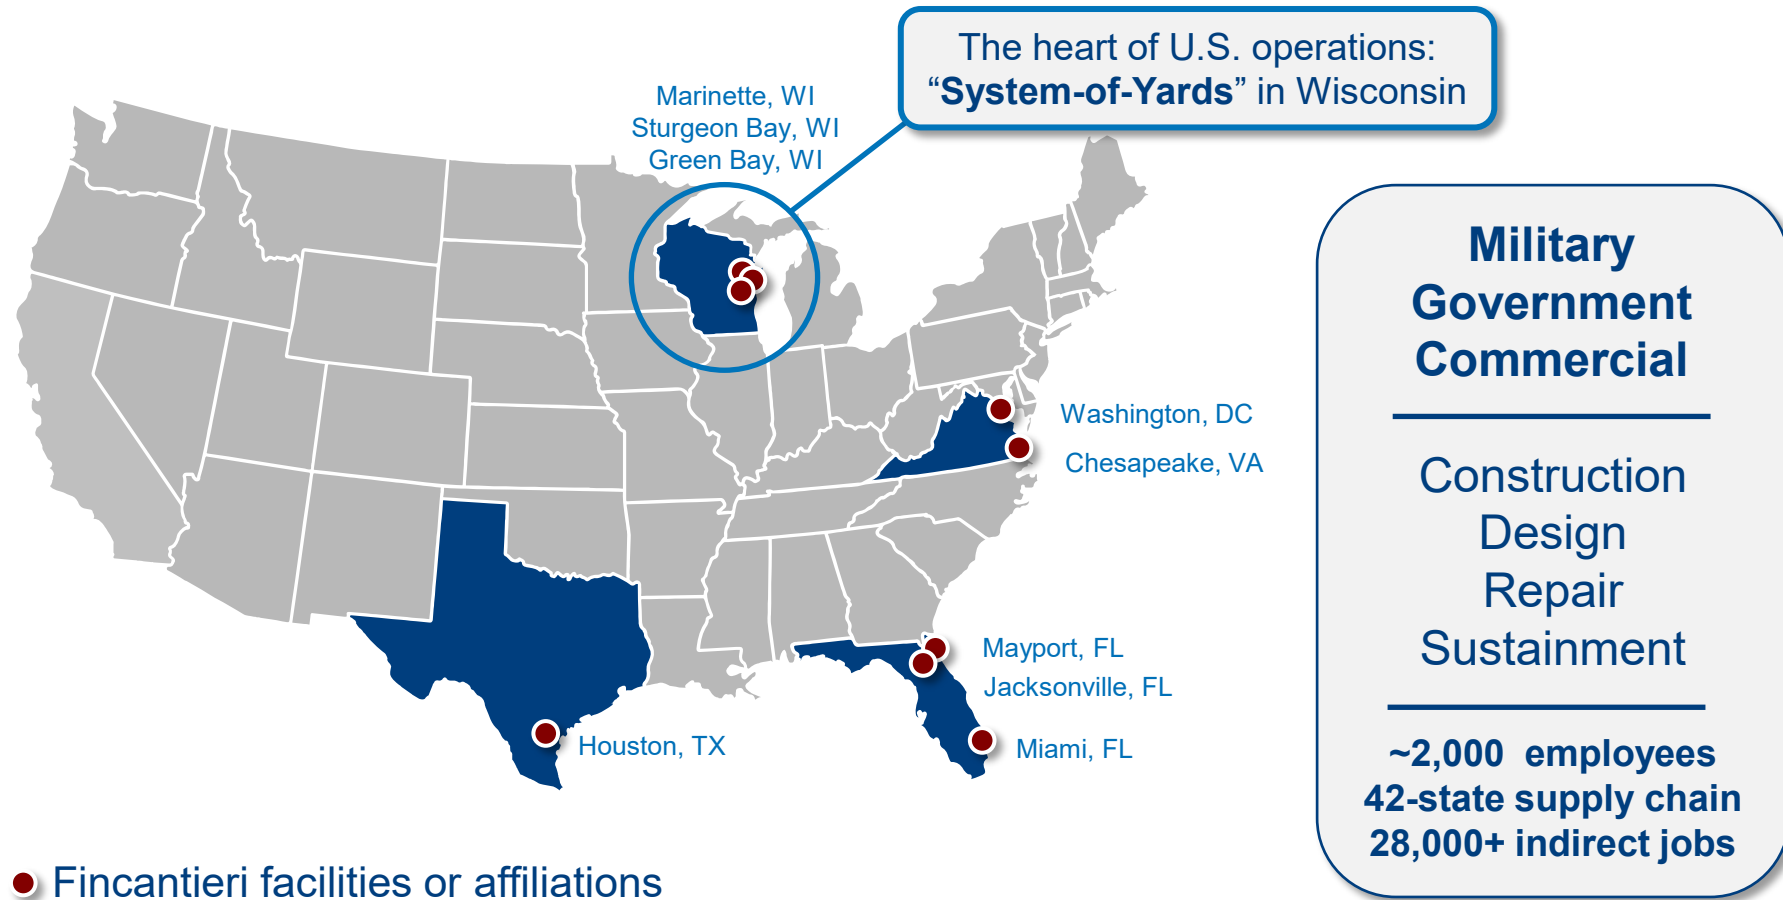 The heart of U.S. operations:
“System-of-Yards” in Wisconsin
Marinette, WI
Sturgeon Bay, WI
Green Bay, WI
Washington, DC
Chesapeake, VA
Mayport, FL
Jacksonville, FL
Miami, FL
Houston, TX
Fincantieri facilities or affiliations
Military
Government
Commercial
Construction
Design
Repair
Sustainment
~2,000 employees
42-state supply chain
28,000+ indirect jobs